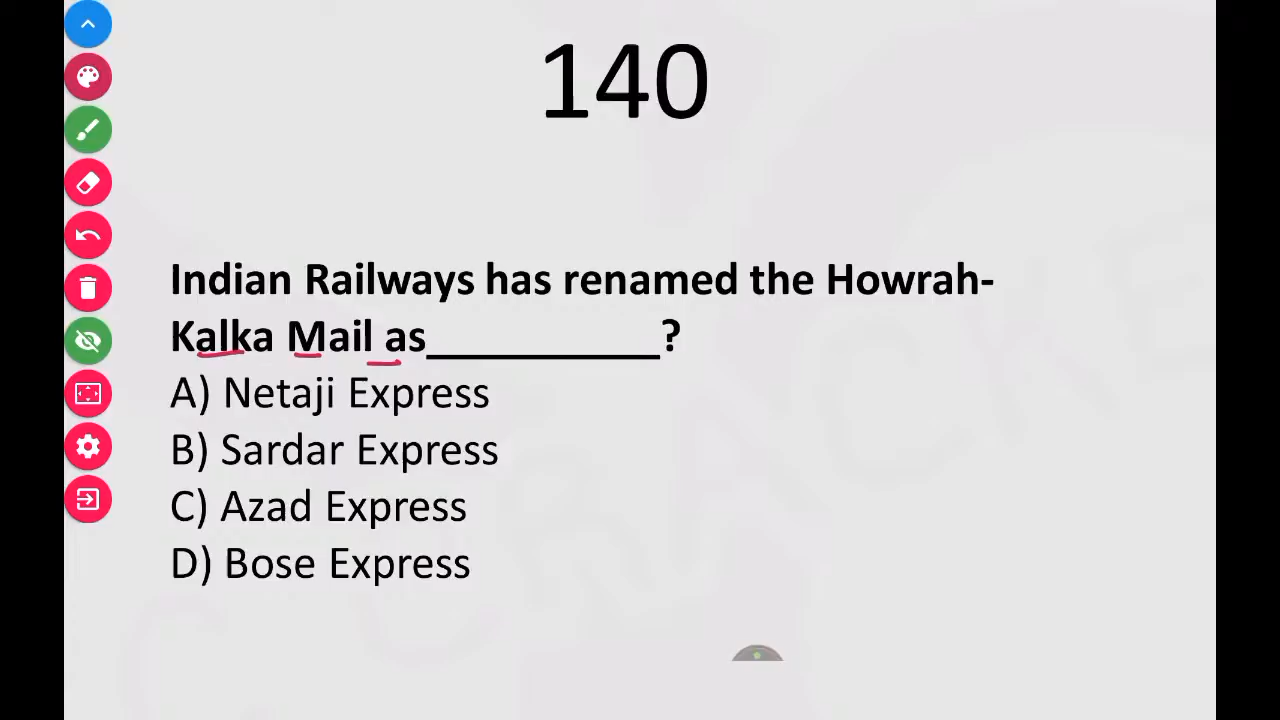 140
Indian Railways has renamed the Howrah-
Kalka Mail as__________?
A) Netaji Express
B) Sardar Express
C) Azad Express
D) Bose Express